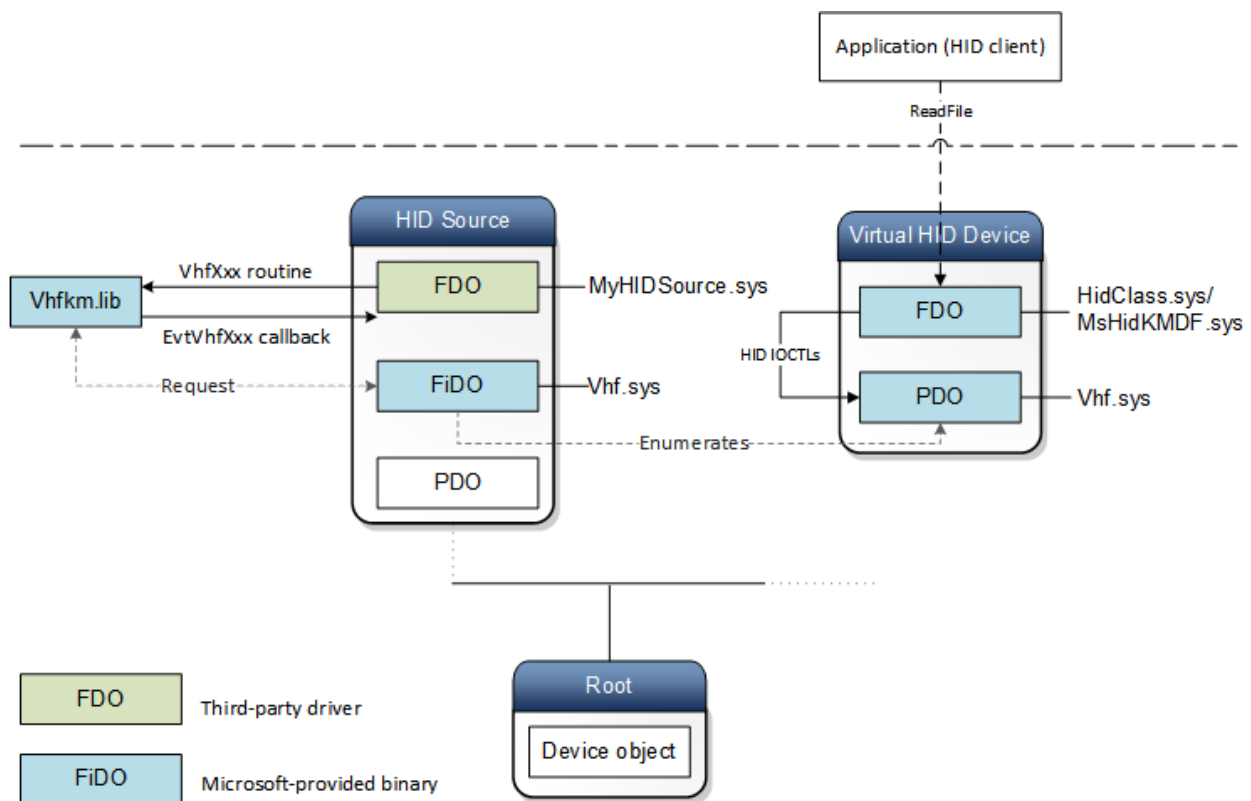 Application (HID client)
ReadFile
HID Source
Virtual HID Device
VhfXxx routine
FDO
MyHIDSource.sys
Vhfkm.lib
EvtVhfXxx callback
FDO
HidClass.sys/
MsHidKMDF.sys
HID IOCTLs
Request
FiDO
Vhf.sys
PDO
Vhf.sys
Enumerates
PDO
Root
FDO
Third-party driver
Device object
FiDO
Microsoft-provided binary